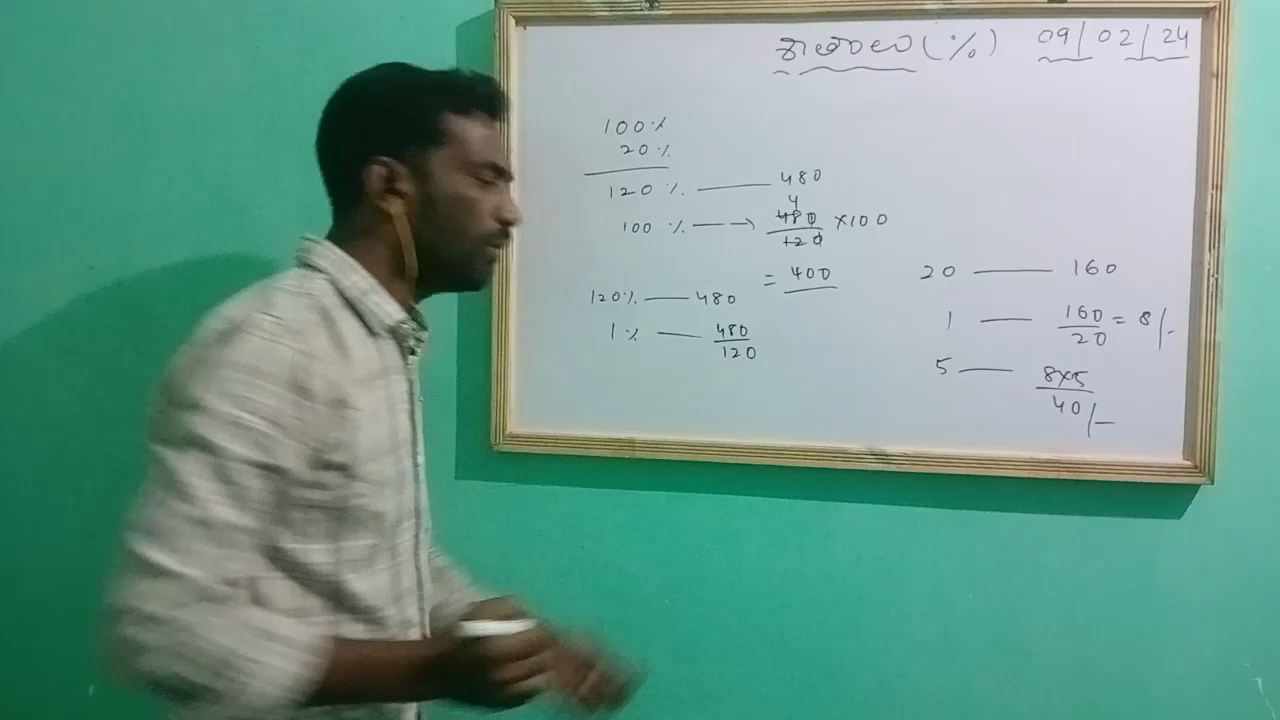 శాతాలు (%) 09/02/24
100%
20%
120% —— 480
100% ——> 480/120 ×100
4
= 400
120% —— 480
1% —— 480/120
20 —— 160
1 —— 160/20 = 8/-
5 —— 8×5
40/-